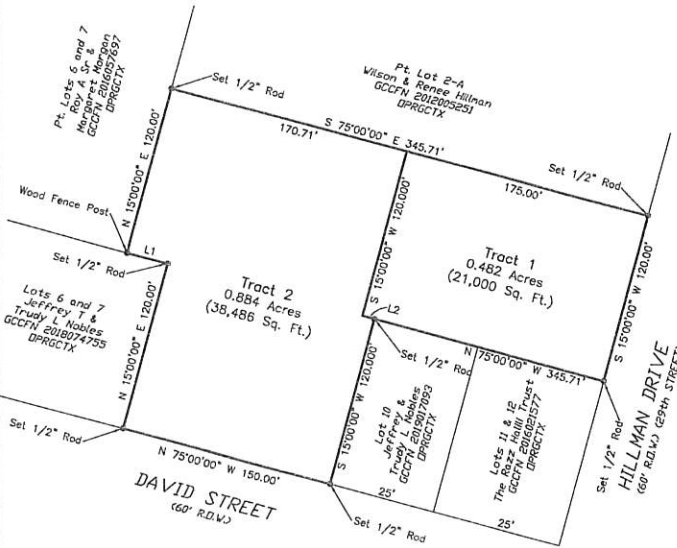 Pt. Lots 6 and 7
Roy A Sr &
Margaret Morgan
GCCFN 2016057697
OPRGCTX
Set 1/2" Rod
Pt. Lot 2-A
Wilson & Renee Hillman
GCCFN 2012005251
OPRGCTX
S 75°00'00" E 345.71'
170.71'
175.00'
Set 1/2" Rod
N 15°00'00" E 120.00'
Wood Fence Post
L1
Set 1/2" Rod
S 15°00'00" W 120.000'
Tract 1
0.482 Acres
(21,000 Sq. Ft.)
S 15°00'00" W 120.00'
Tract 2
0.884 Acres
(38,486 Sq. Ft.)
Lots 6 and 7
Jeffrey T &
Trudy L Nobles
GCCFN 2018074755
OPRGCTX
N 15°00'00" E 120.00'
L2
Set 1/2" Rod
N 75°00'00" W 345.71'
S 15°00'00" W 120.000'
Lot 10
Jeffrey &
Trudy L Nobles
GCCFN 2019017093
OPRGCTX
Lots 11 & 12
The Razz Halili Trust
GCCFN 2016021577
OPRGCTX
Set 1/2" Rod
HILLMAN DRIVE
(60' R.O.W.) (29th STREET)
Set 1/2" Rod
N 75°00'00" W 150.00'
DAVID STREET
(60' R.O.W.)
Set 1/2" Rod
25'
25'